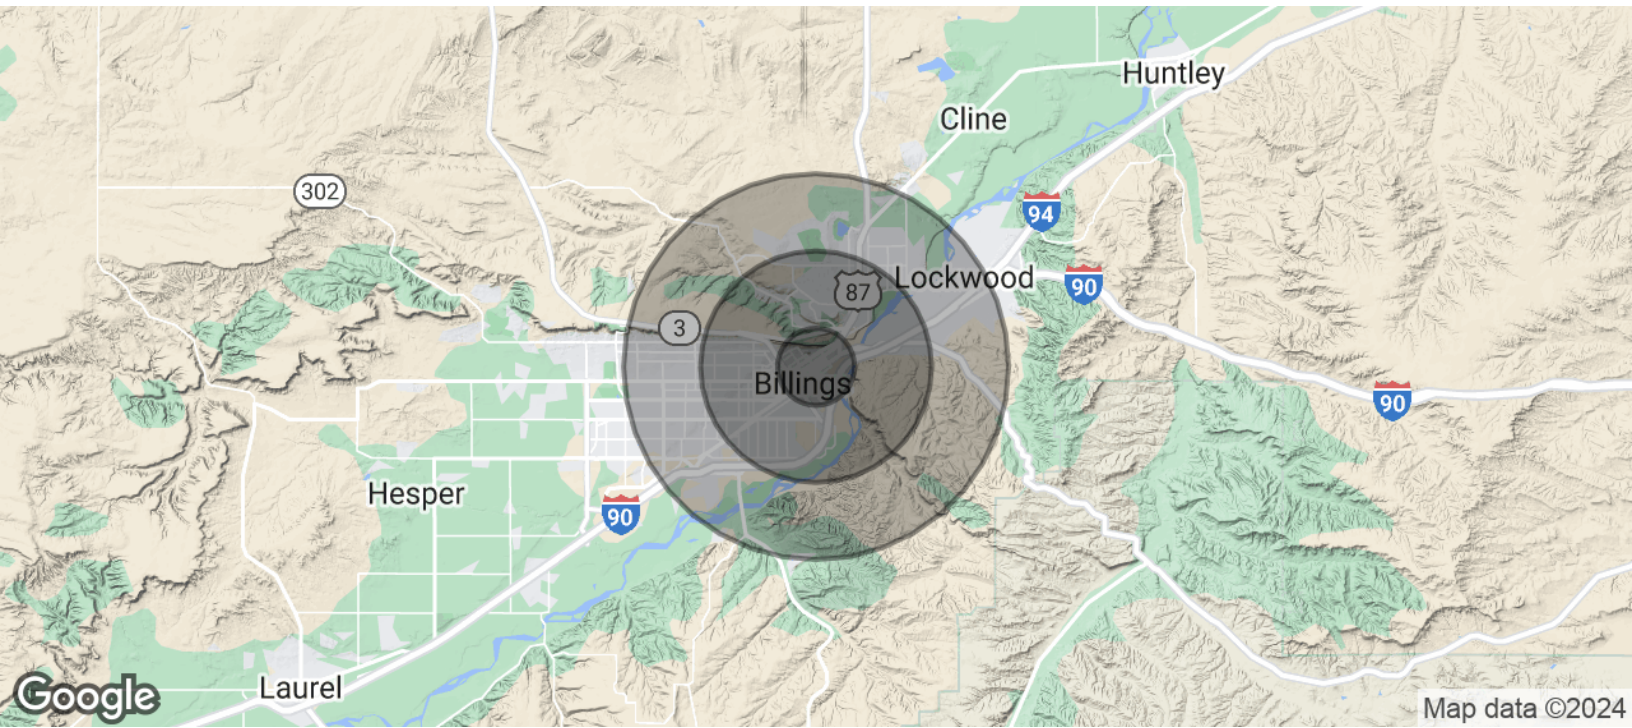 Huntley
Cline
302
94
Lockwood
90
87
3
Billings
90
Hesper
90
Laurel
Google
Map data ©2024